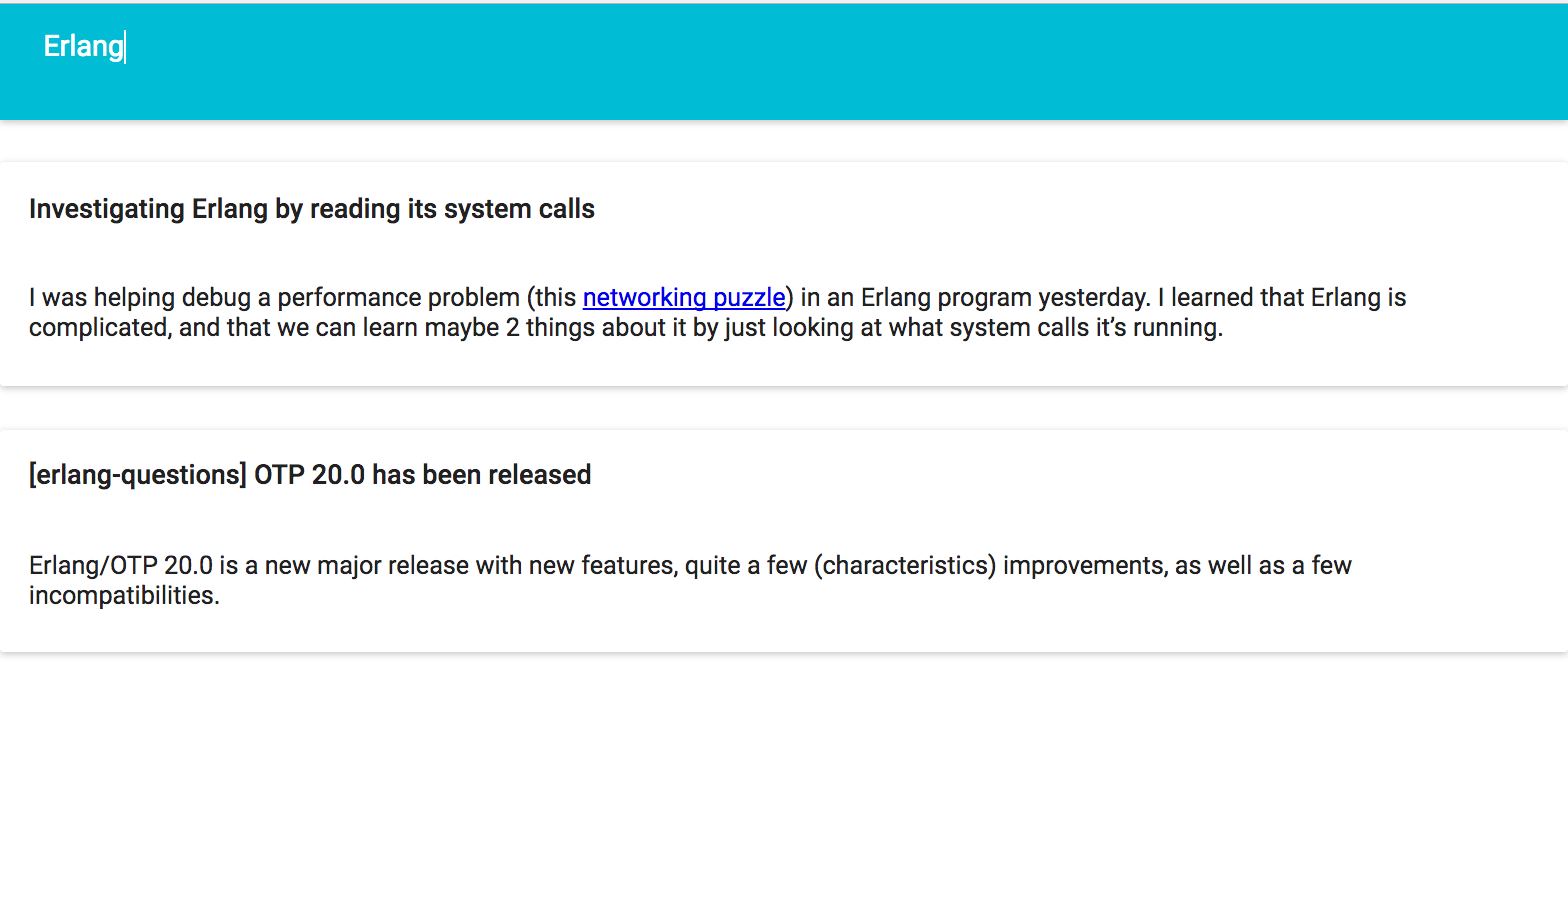 Erlang
Investigating Erlang by reading its system calls
I was helping debug a performance problem (this networking puzzle) in an Erlang program yesterday. I learned that Erlang is
complicated, and that we can learn maybe 2 things about it by just looking at what system calls it’s running.
[erlang-questions] OTP 20.0 has been released
Erlang/OTP 20.0 is a new major release with new features, quite a few (characteristics) improvements, as well as a few
incompatibilities.